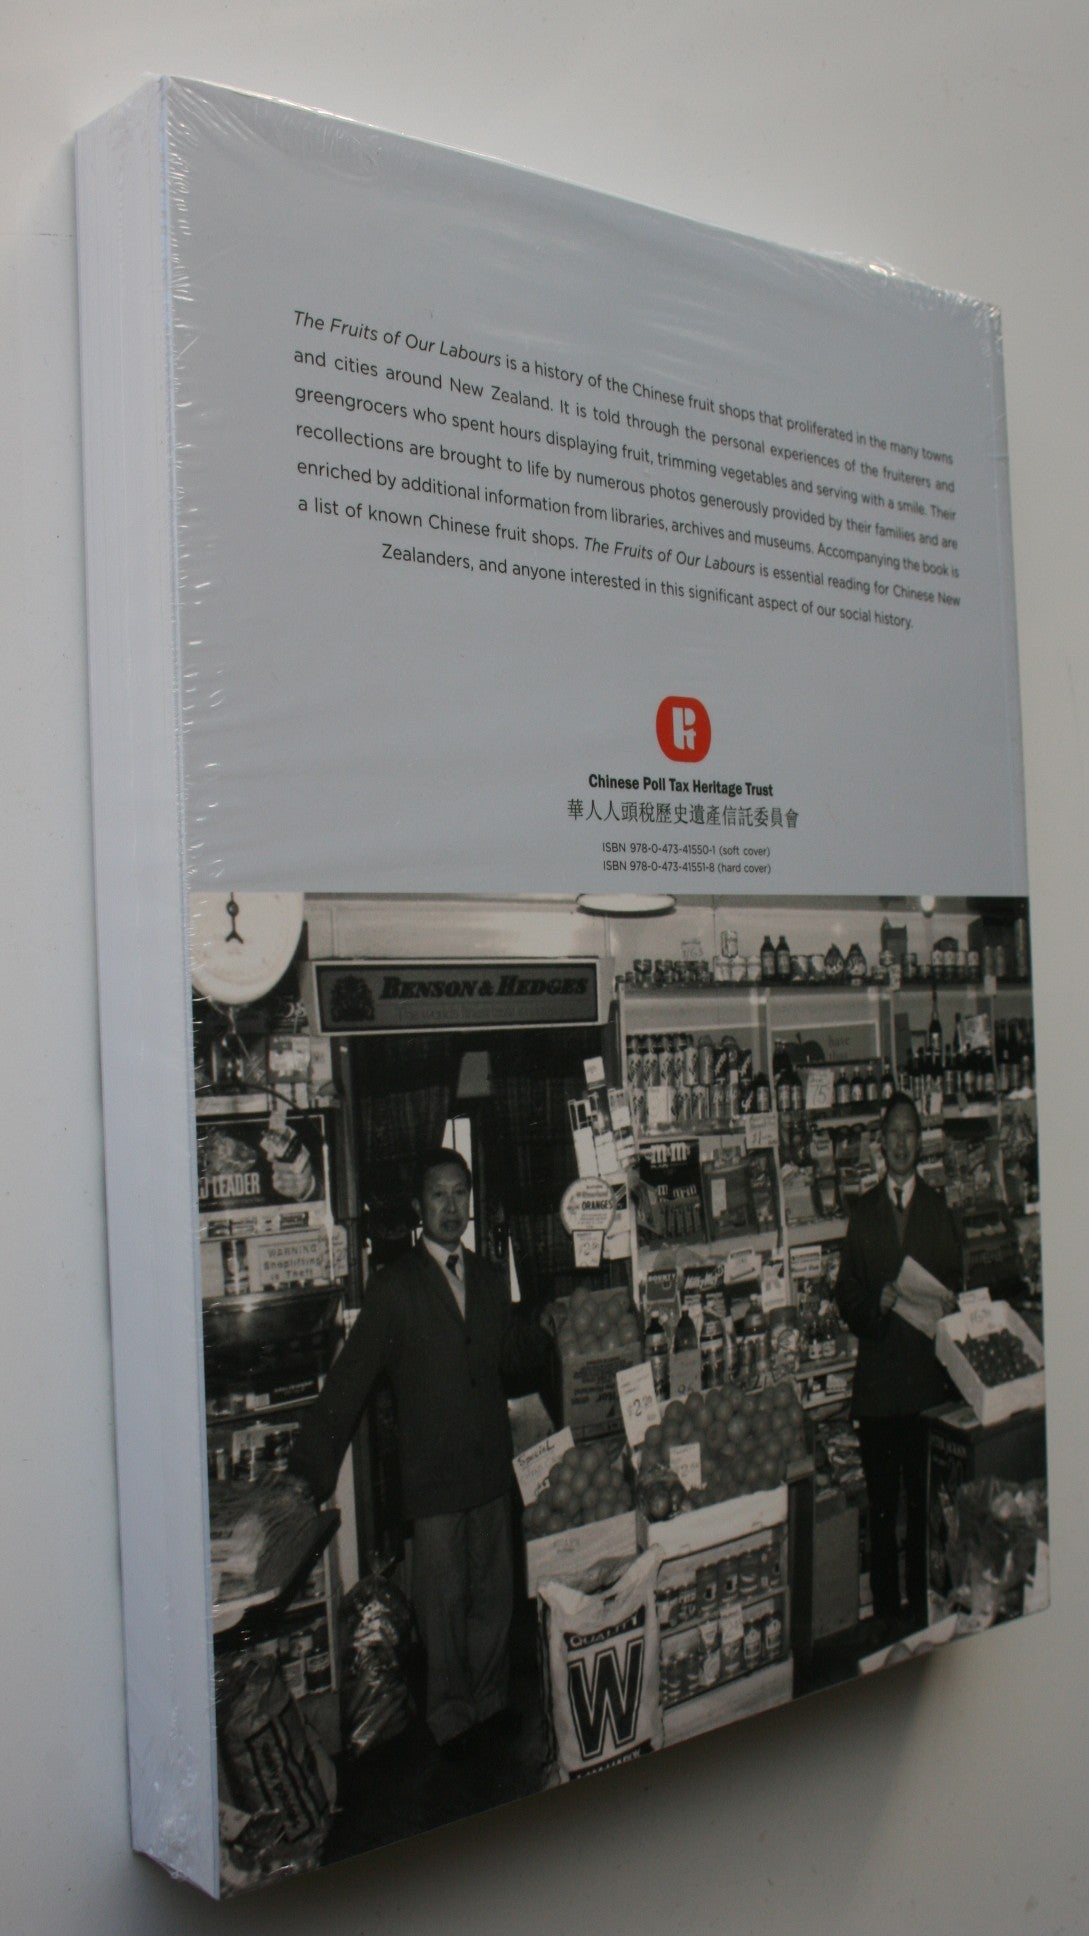 The Fruits of Our Labours is a history of the Chinese fruit shops that proliferated in the many towns
and cities around New Zealand. It is told through the personal experiences of the fruiterers and
greengrocers who spent hours displaying fruit, trimming vegetables and serving with a smile. Their
recollections are brought to life by numerous photos generously provided by their families and are
enriched by additional information from libraries, archives and museums. Accompanying the book is
a list of known Chinese fruit shops. The Fruits of Our Labours is essential reading for Chinese New
Zealanders, and anyone interested in this significant aspect of our social history.
Chinese Poll Tax Heritage Trust
華人人頭稅歷史遺產信託委員會
ISBN 978-0-473-41550-1 (soft cover)
ISBN 978-0-473-41551-8 (hard cover)
BENSON & HEDGES
have
75
m&m
LEADER
ORANGES
WARNING
Shoplifting
is theft
BOUNTY
Special
QUALITY
W